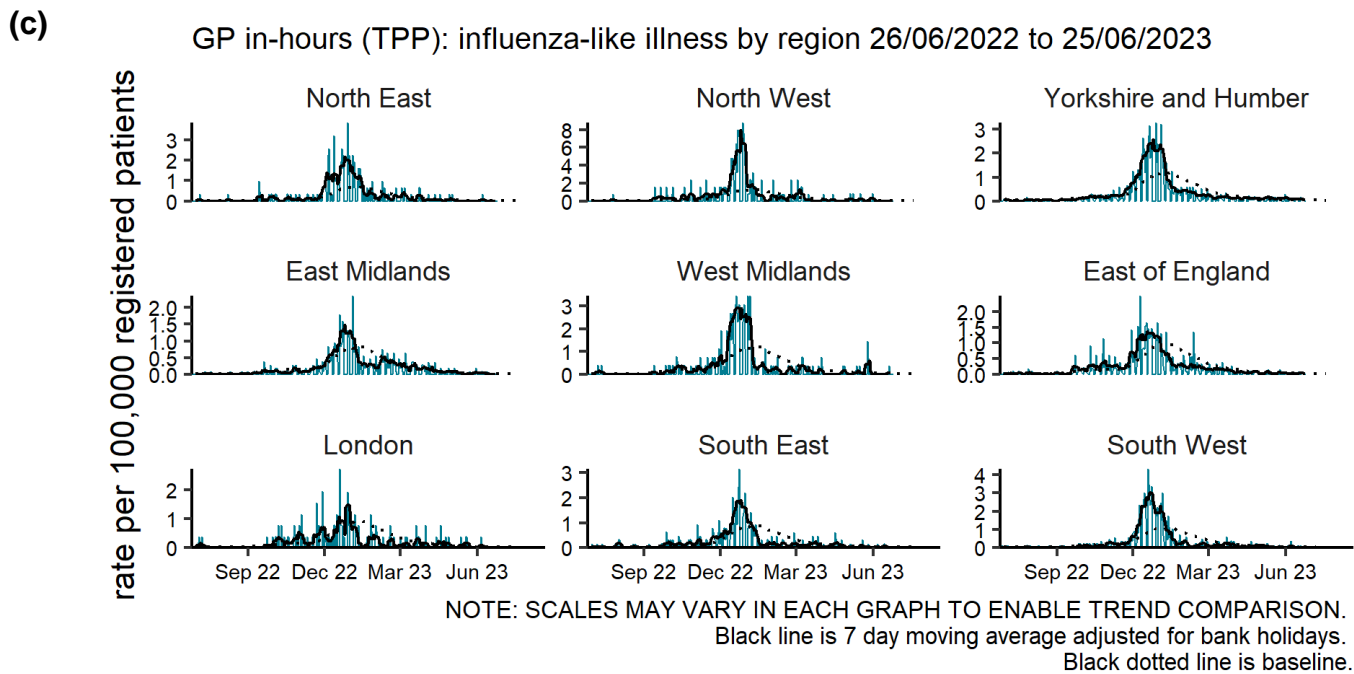 (c)
GP in-hours (TPP): influenza-like illness by region 26/06/2022 to 25/06/2023
rate per 100,000 registered patients
North East
3
2
1
0
North West
8
6
4
2
0
Yorkshire and Humber
3
2
1
0
East Midlands
2.0
1.5
1.0
0.5
0.0
West Midlands
3
2
1
0
East of England
2.0
1.5
1.0
0.5
0.0
London
2
1
0
Sep 22 Dec 22 Mar 23 Jun 23
South East
3
2
1
0
Sep 22 Dec 22 Mar 23 Jun 23
South West
4
3
2
1
0
Sep 22 Dec 22 Mar 23 Jun 23
NOTE: SCALES MAY VARY IN EACH GRAPH TO ENABLE TREND COMPARISON.
Black line is 7 day moving average adjusted for bank holidays.
Black dotted line is baseline.